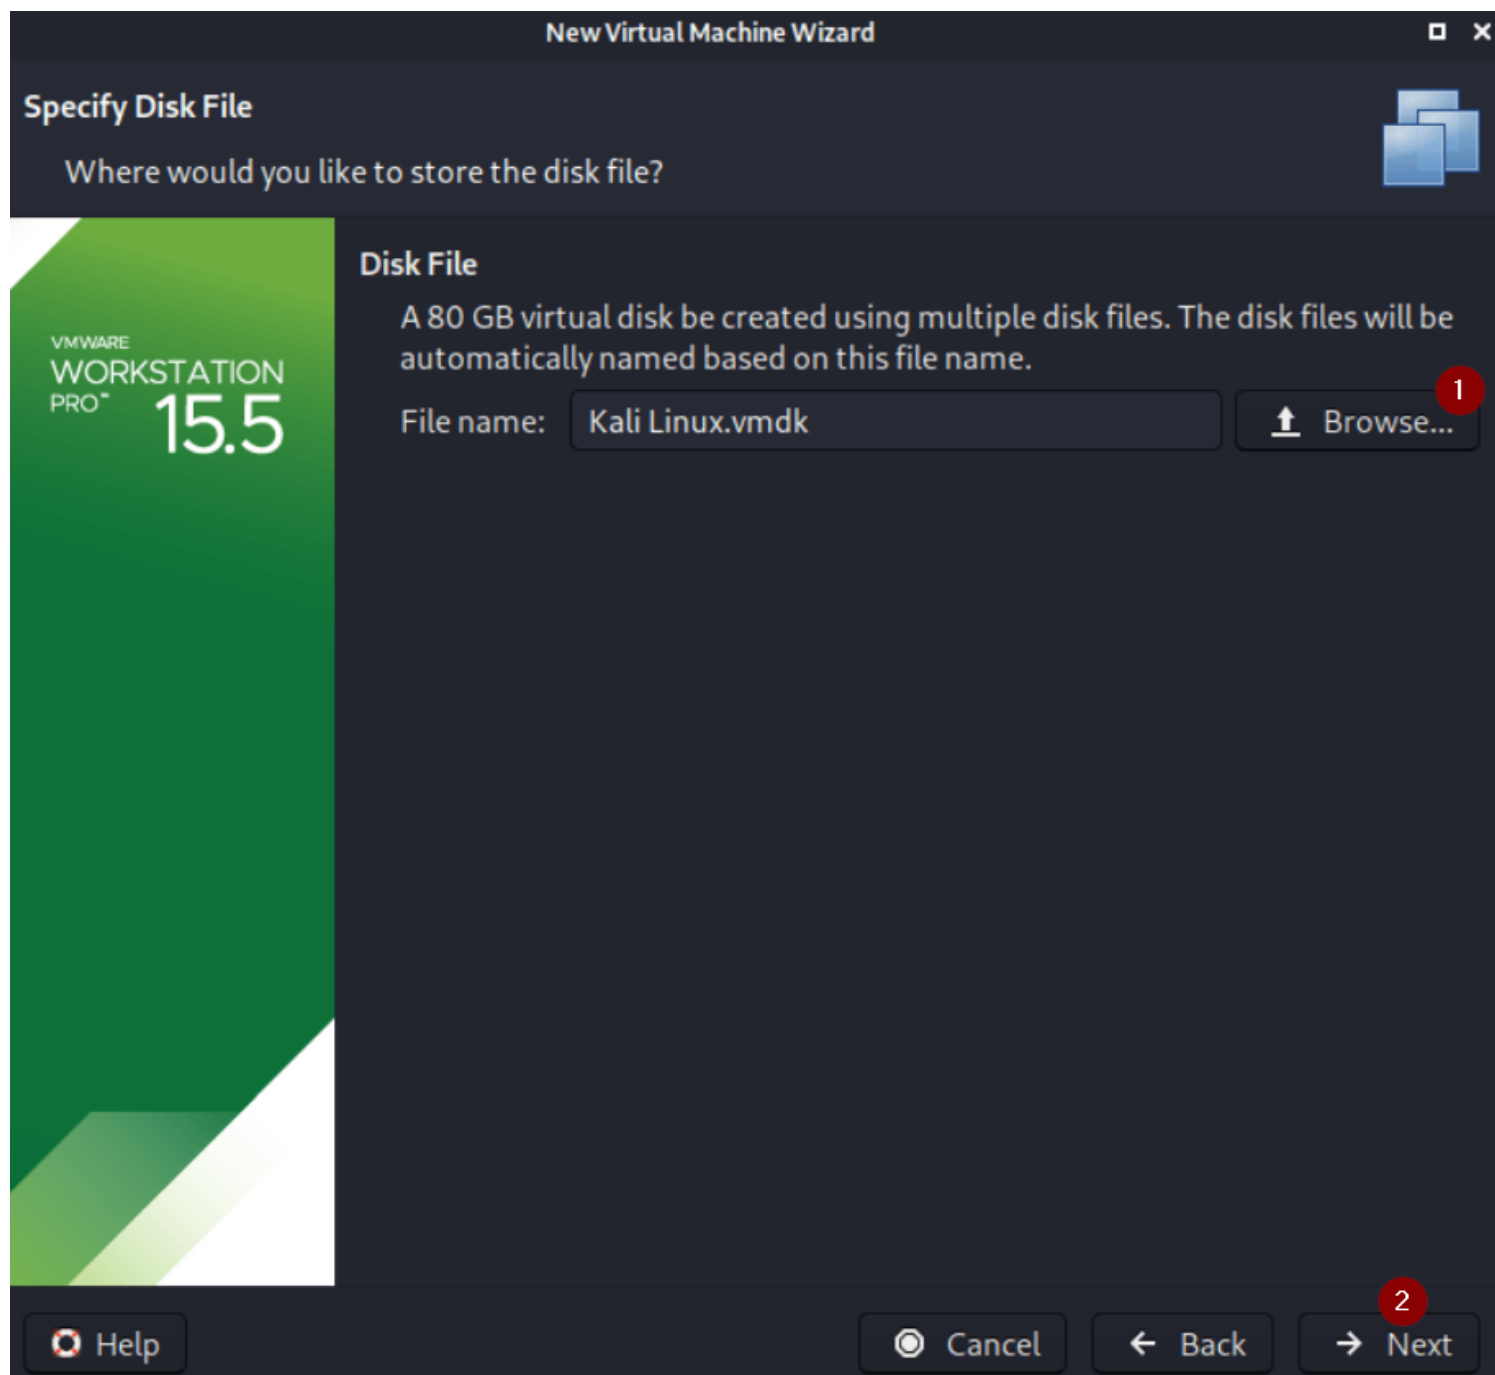 New Virtual Machine Wizard
Specify Disk File
Where would you like to store the disk file?
VMWARE
WORKSTATION
PRO™ 15.5
Disk File
A 80 GB virtual disk be created using multiple disk files. The disk files will be
automatically named based on this file name.
1
File name: Kali Linux.vmdk Browse...
2
Help Cancel Back Next